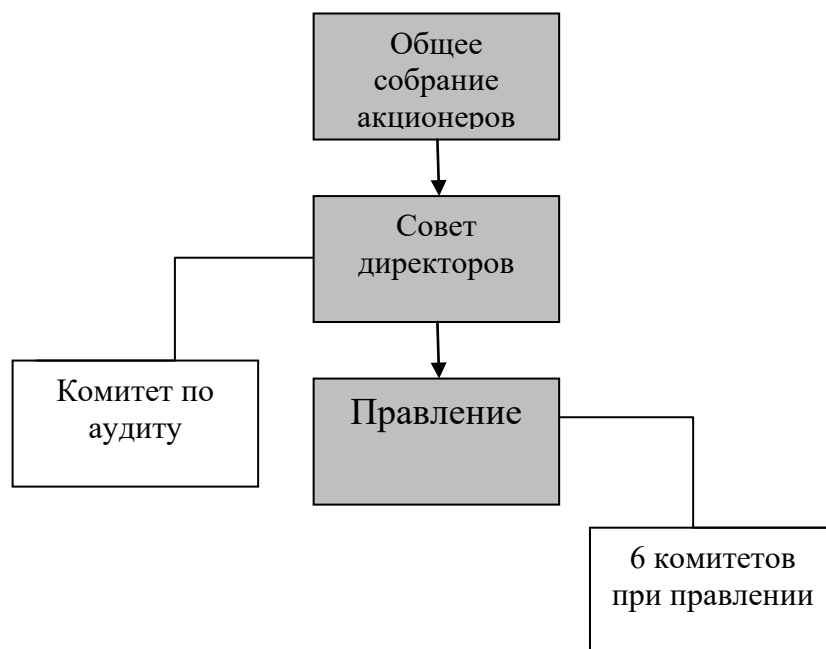 Общее
собрание
акционеров
Совет
директоров
Комитет по
аудиту
Правление
6 комитетов
при правлении